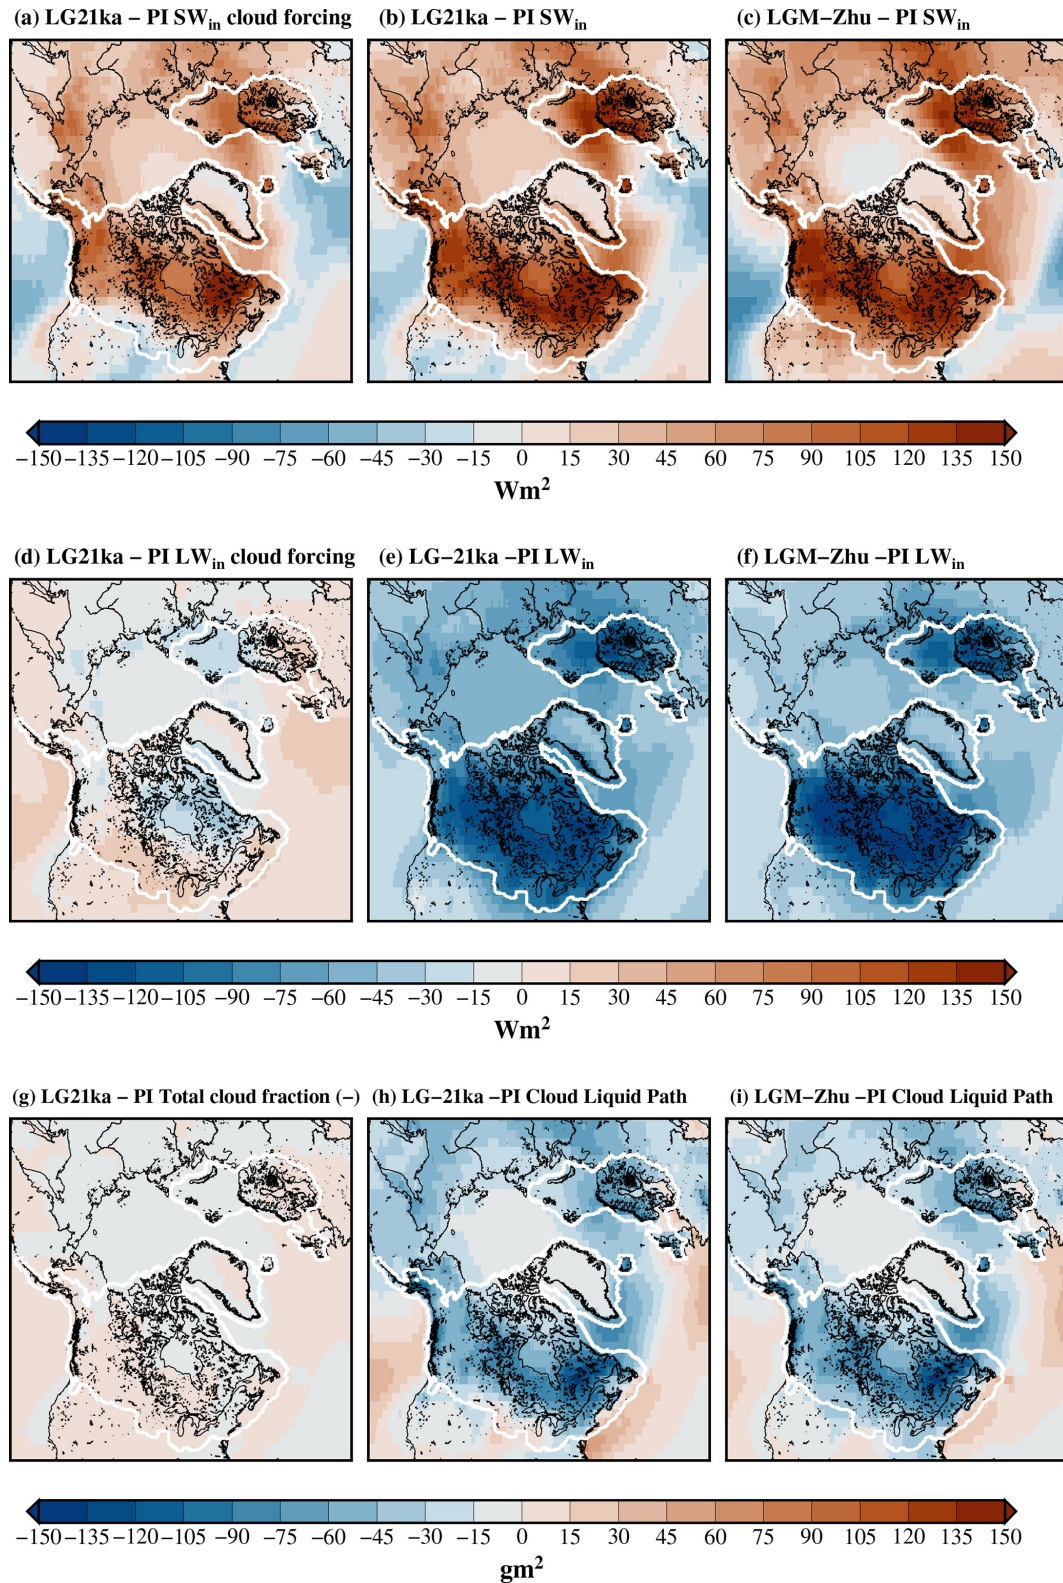 (a) LG21ka − PI SWin cloud forcing (b) LG21ka − PI SWin (c) LGM−Zhu − PI SWin
−150 −135 −120 −105 −90 −75 −60 −45 −30 −15 0 15 30 45 60 75 90 105 120 135 150
Wm2
(d) LG21ka − PI LWin cloud forcing (e) LG−21ka −PI LWin (f) LGM−Zhu −PI LWin
−150 −135 −120 −105 −90 −75 −60 −45 −30 −15 0 15 30 45 60 75 90 105 120 135 150
Wm2
(g) LG21ka − PI Total cloud fraction (−) (h) LG−21ka −PI Cloud Liquid Path (i) LGM−Zhu −PI Cloud Liquid Path
−150 −135 −120 −105 −90 −75 −60 −45 −30 −15 0 15 30 45 60 75 90 105 120 135 150
gm2